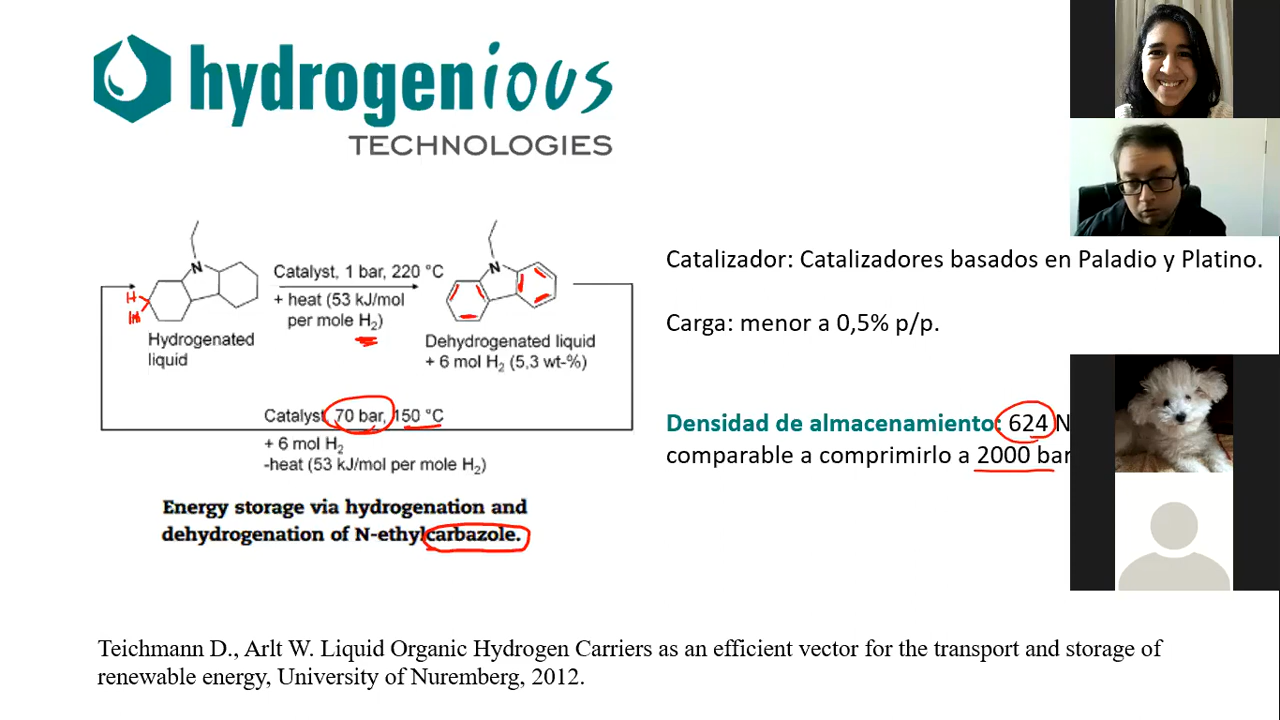 hydrogenious
TECHNOLOGIES
N
Catalyst, 1 bar, 220 °C
+ heat (53 kJ/mol
per mole H₂)
H
H
Hydrogenated
liquid
N
Dehydrogenated liquid
+ 6 mol H₂ (5,3 wt-%)
Catalyst, 70 bar, 150 °C
+ 6 mol H₂
-heat (53 kJ/mol per mole H₂)
Energy storage via hydrogenation and
dehydrogenation of N-ethylcarbazole.
Catalizador: Catalizadores basados en Paladio y Platino.
Carga: menor a 0,5% p/p.
Densidad de almacenamiento: 624 N
comparable a comprimirlo a 2000 bar
Teichmann D., Arlt W. Liquid Organic Hydrogen Carriers as an efficient vector for the transport and storage of
renewable energy, University of Nuremberg, 2012.